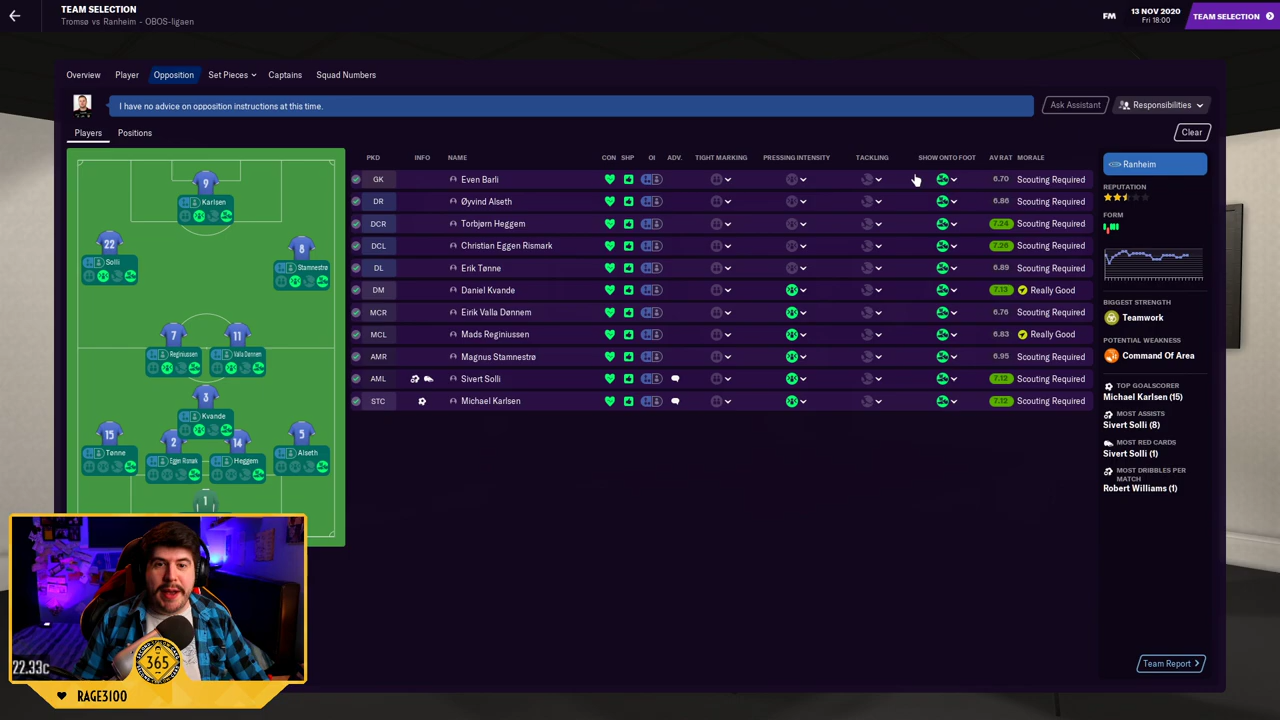 TEAM SELECTION
Tromsø vs Ranheim - OBOS-ligaen
FM
13 NOV 2020
Fri 18:00
TEAM SELECTION
Overview Player Opposition Set Pieces Captains Squad Numbers
I have no advice on opposition instructions at this time.
Ask Assistant
Responsibilities
Players Positions
Clear
9
Karlsen
22
Solli
8
Stamnestrø
7
Reginiussen
11
Valla Dønnem
3
Kvande
15
Tønne
2
Eggen Rismark
14
Heggem
5
Alseth
1
PKD INFO NAME CON SHP OI ADV. TIGHT MARKING PRESSING INTENSITY TACKLING SHOW ONTO FOOT AV RAT MORALE
GK Even Barli 6.70 Scouting Required
DR Øyvind Alseth 6.86 Scouting Required
DCR Torbjørn Heggem 7.24 Scouting Required
DCL Christian Eggen Rismark 7.26 Scouting Required
DL Erik Tønne 6.89 Scouting Required
DM Daniel Kvande 7.13 Really Good
MCR Eirik Valla Dønnem 6.76 Scouting Required
MCL Mads Reginiussen 6.83 Really Good
AMR Magnus Stamnestrø 6.95 Scouting Required
AML Sivert Solli 7.12 Scouting Required
STC Michael Karlsen 7.12 Scouting Required
Ranheim
REPUTATION
FORM
BIGGEST STRENGTH
Teamwork
POTENTIAL WEAKNESS
Command Of Area
TOP GOALSCORER
Michael Karlsen (15)
MOST ASSISTS
Sivert Solli (8)
MOST RED CARDS
Sivert Solli (1)
MOST DRIBBLES PER
MATCH
Robert Williams (1)
Team Report
22.33c
365
RAGE3100